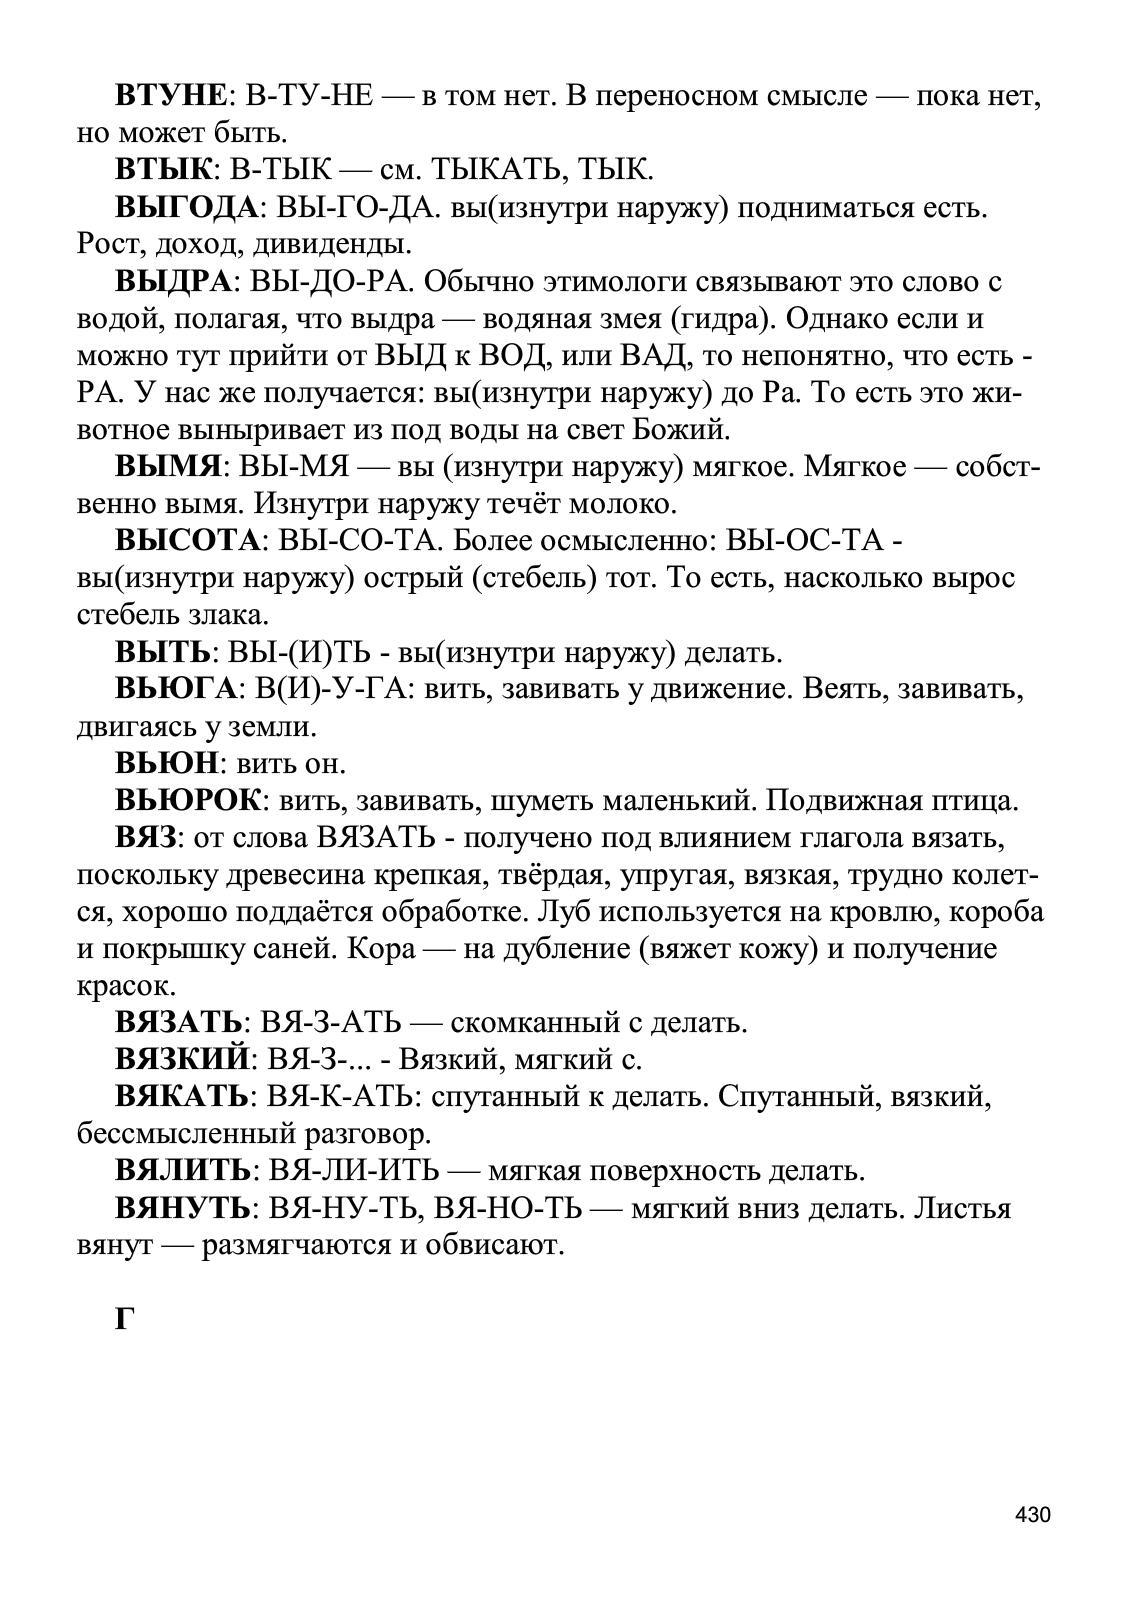 ВТУНЕ: В-ТУ-НЕ — в том нет. В переносном смысле — пока нет,
но может быть.
ВТЫК: В-ТЫК — см. ТЫКАТЬ, ТЫК.
ВЫГОДА: ВЫ-ГО-ДА. вы(изнутри наружу) подниматься есть.
Рост, доход, дивиденды.
ВЫДРА: ВЫ-ДО-РА. Обычно этимологи связывают это слово с
водой, полагая, что выдра — водяная змея (гидра). Однако если и
можно тут прийти от ВЫД к ВОД, или ВАД, то непонятно, что есть -
РА. У нас же получается: вы(изнутри наружу) до Ра. То есть это жи-
вотное выныривает из под воды на свет Божий.
ВЫМЯ: ВЫ-МЯ — вы (изнутри наружу) мягкое. Мягкое — собст-
венно вымя. Изнутри наружу течёт молоко.
ВЫСОТА: ВЫ-СО-ТА. Более осмысленно: ВЫ-ОС-ТА -
вы(изнутри наружу) острый (стебель) тот. То есть, насколько вырос
стебель злака.
ВЫТЬ: ВЫ-(И)ТЬ - вы(изнутри наружу) делать.
ВЬЮГА: В(И)-У-ГА: вить, завивать у движение. Веять, завивать,
двигаясь у земли.
ВЬЮН: вить он.
ВЬЮРОК: вить, завивать, шуметь маленький. Подвижная птица.
ВЯЗ: от слова ВЯЗАТЬ - получено под влиянием глагола вязать,
поскольку древесина крепкая, твёрдая, упругая, вязкая, трудно колет-
ся, хорошо поддаётся обработке. Луб используется на кровлю, короба
и покрышку саней. Кора — на дубление (вяжет кожу) и получение
красок.
ВЯЗАТЬ: ВЯ-З-АТЬ — скомканный с делать.
ВЯЗКИЙ: ВЯ-З-... - Вязкий, мягкий с.
ВЯКАТЬ: ВЯ-К-АТЬ: спутанный к делать. Спутанный, вязкий,
бессмысленный разговор.
ВЯЛИТЬ: ВЯ-ЛИ-ИТЬ — мягкая поверхность делать.
ВЯНУТЬ: ВЯ-НУ-ТЬ, ВЯ-НО-ТЬ — мягкий вниз делать. Листья
вянут — размягчаются и обвисают.
Г
430